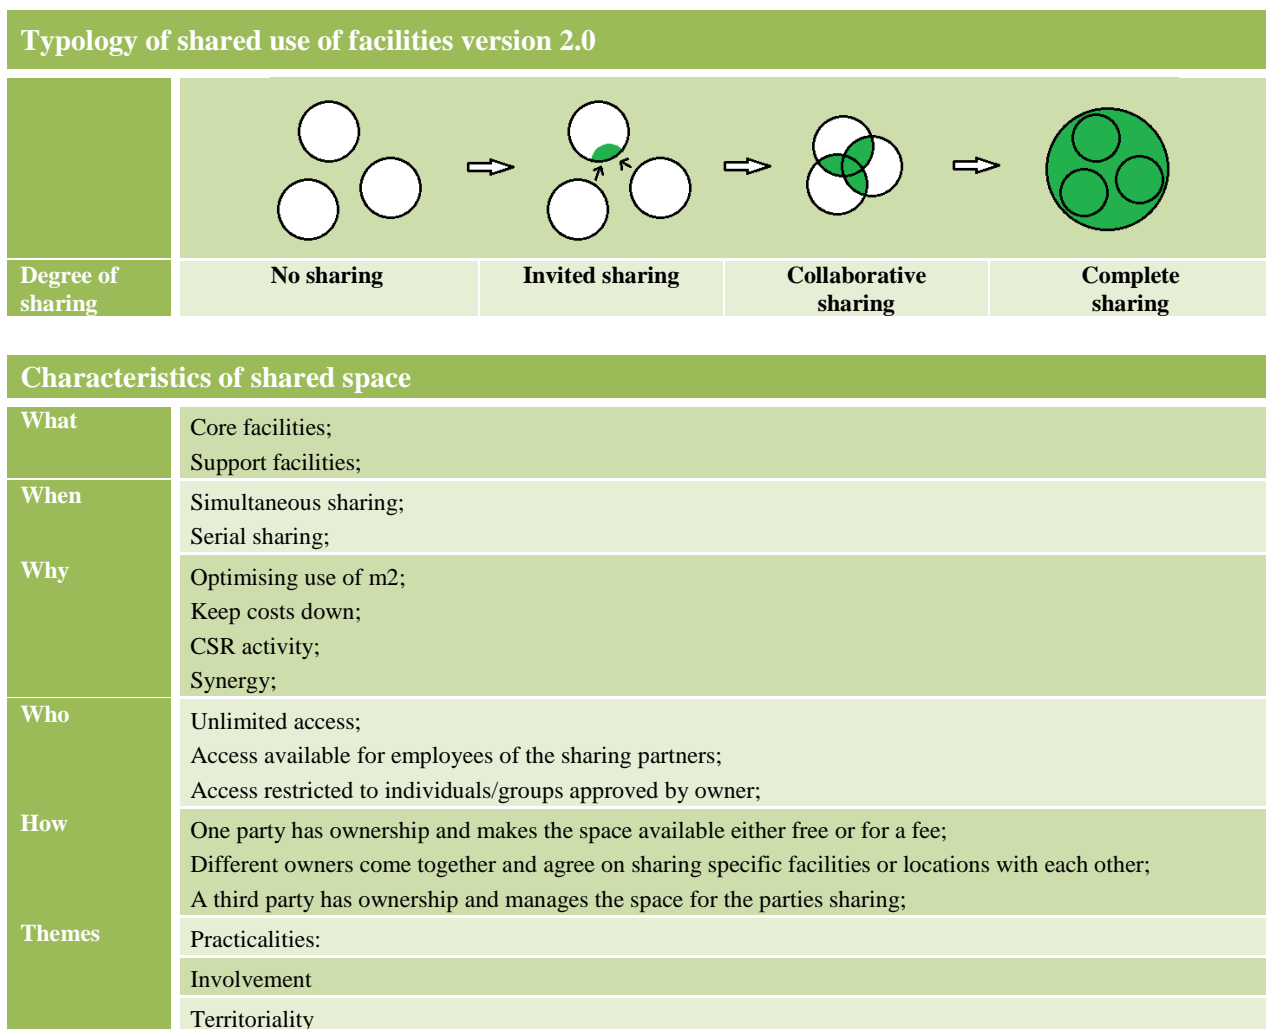 Typology of shared use of facilities version 2.0
Degree of
sharing
No sharing
Invited sharing
Collaborative
sharing
Complete
sharing
Characteristics of shared space
What
Core facilities;
Support facilities;
When
Simultaneous sharing;
Serial sharing;
Why
Optimising use of m2;
Keep costs down;
CSR activity;
Synergy;
Who
Unlimited access;
Access available for employees of the sharing partners;
Access restricted to individuals/groups approved by owner;
How
One party has ownership and makes the space available either free or for a fee;
Different owners come together and agree on sharing specific facilities or locations with each other;
A third party has ownership and manages the space for the parties sharing;
Themes
Practicalities:
Involvement
Territoriality